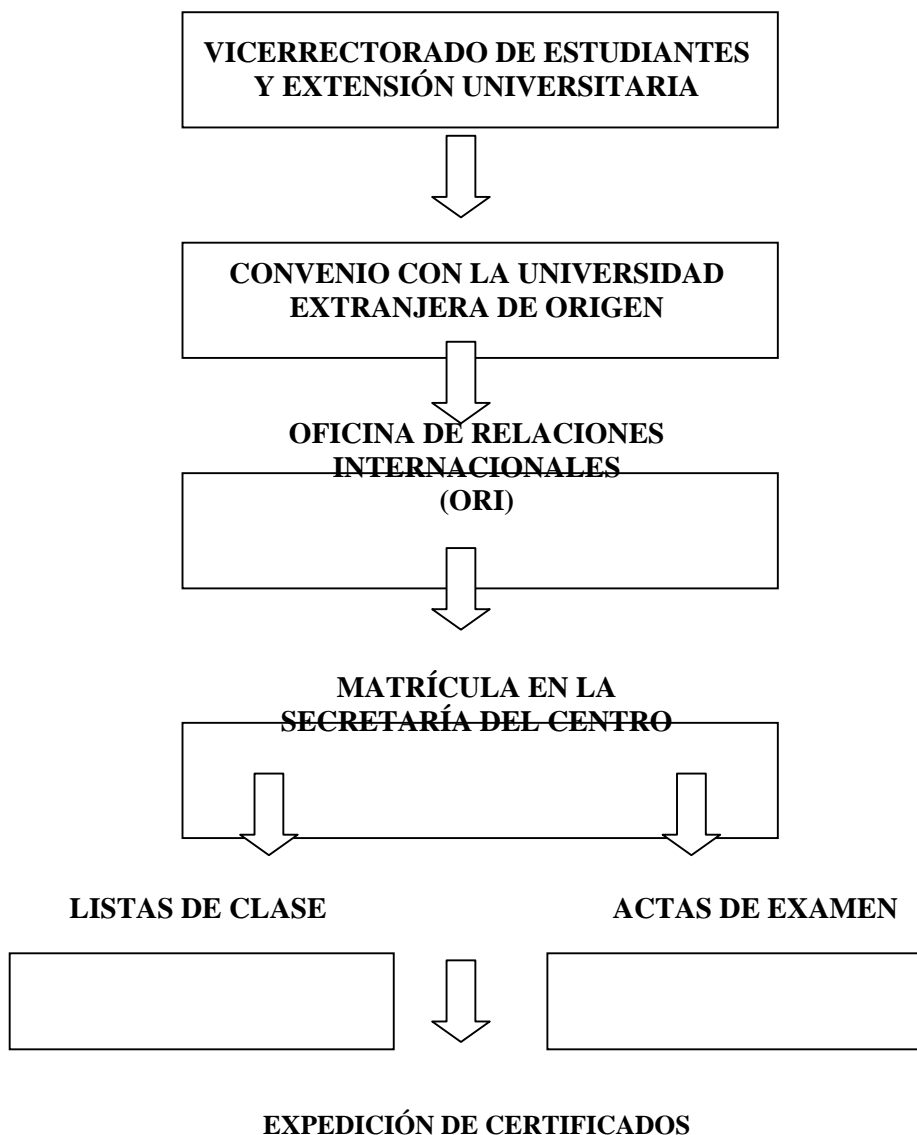 VICERRECTORADO DE ESTUDIANTES
Y EXTENSIÓN UNIVERSITARIA
CONVENIO CON LA UNIVERSIDAD
EXTRANJERA DE ORIGEN
OFICINA DE RELACIONES
INTERNACIONALES
(ORI)
MATRÍCULA EN LA
SECRETARÍA DEL CENTRO
LISTAS DE CLASE
ACTAS DE EXAMEN
EXPEDICIÓN DE CERTIFICADOS